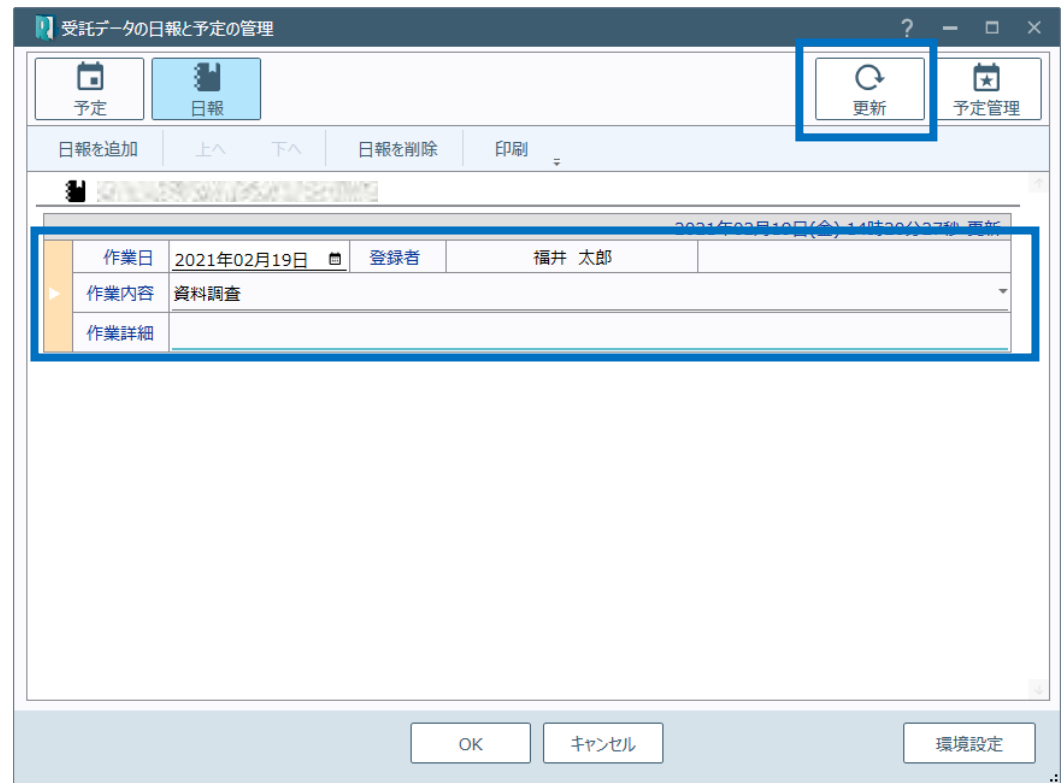 受託データの日報と予定の管理
予定 日報 更新 予定管理
日報を追加 上へ 下へ 日報を削除 印刷
2021年02月19日(金) 14時20分27秒 更新
作業日 2021年02月19日 登録者 福井 太郎
作業内容 資料調査
作業詳細
OK キャンセル 環境設定